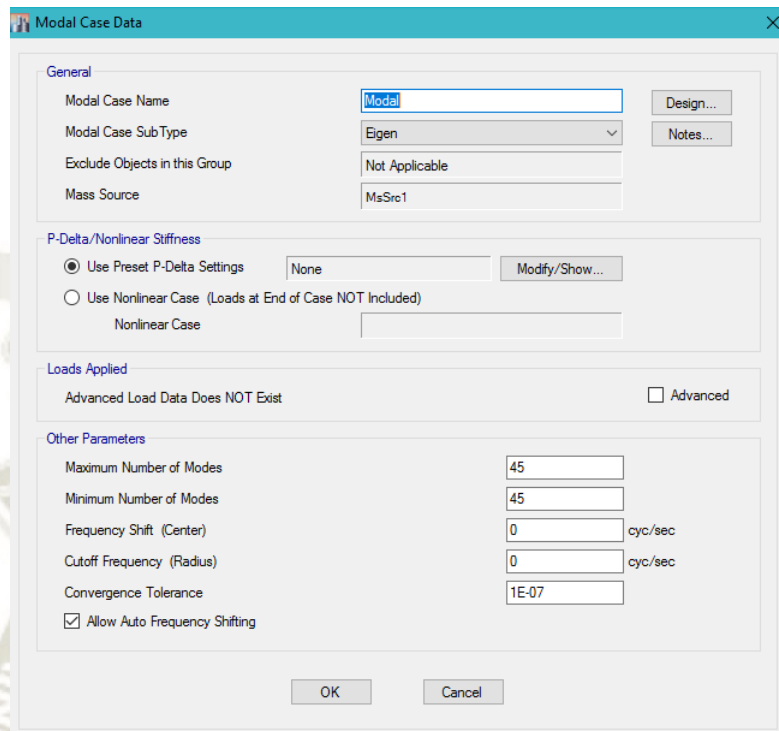 Modal Case Data
General
Modal Case Name Modal Design...
Modal Case SubType Eigen Notes...
Exclude Objects in this Group Not Applicable
Mass Source MsSrc1
P-Delta/Nonlinear Stiffness
Use Preset P-Delta Settings None Modify/Show...
Use Nonlinear Case (Loads at End of Case NOT Included)
Nonlinear Case
Loads Applied
Advanced Load Data Does NOT Exist Advanced
Other Parameters
Maximum Number of Modes 45
Minimum Number of Modes 45
Frequency Shift (Center) 0 cyc/sec
Cutoff Frequency (Radius) 0 cyc/sec
Convergence Tolerance 1E-07
Allow Auto Frequency Shifting
OK Cancel